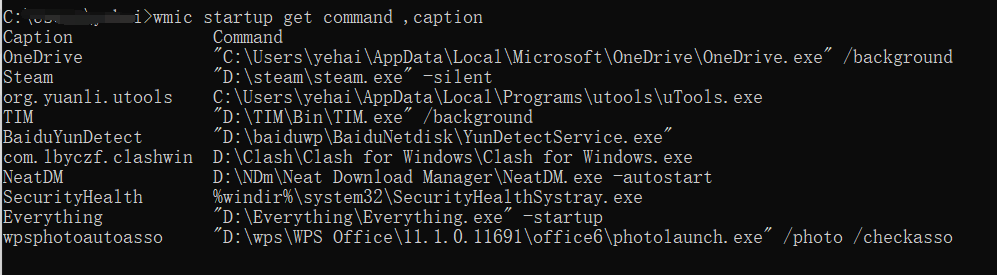 C:\ >wmic startup get command ,caption
Caption Command
OneDrive "C:\Users\yehai\AppData\Local\Microsoft\OneDrive\OneDrive.exe" /background
Steam "D:\steam\steam.exe" -silent
org.yuanli.utools C:\Users\yehai\AppData\Local\Programs\utools\uTools.exe
TIM "D:\TIM\Bin\TIM.exe" /background
BaiduYunDetect "D:\baiduwp\BaiduNetdisk\YunDetectService.exe"
com.lbyczf.clashwin D:\Clash\Clash for Windows\Clash for Windows.exe
NeatDM D:\NDm\Neat Download Manager\NeatDM.exe -autostart
SecurityHealth %windir%\system32\SecurityHealthSystray.exe
Everything "D:\Everything\Everything.exe" -startup
wpsphotoautoasso "D:\wps\WPS Office\11.1.0.11691\office6\photolaunch.exe" /photo /checkasso